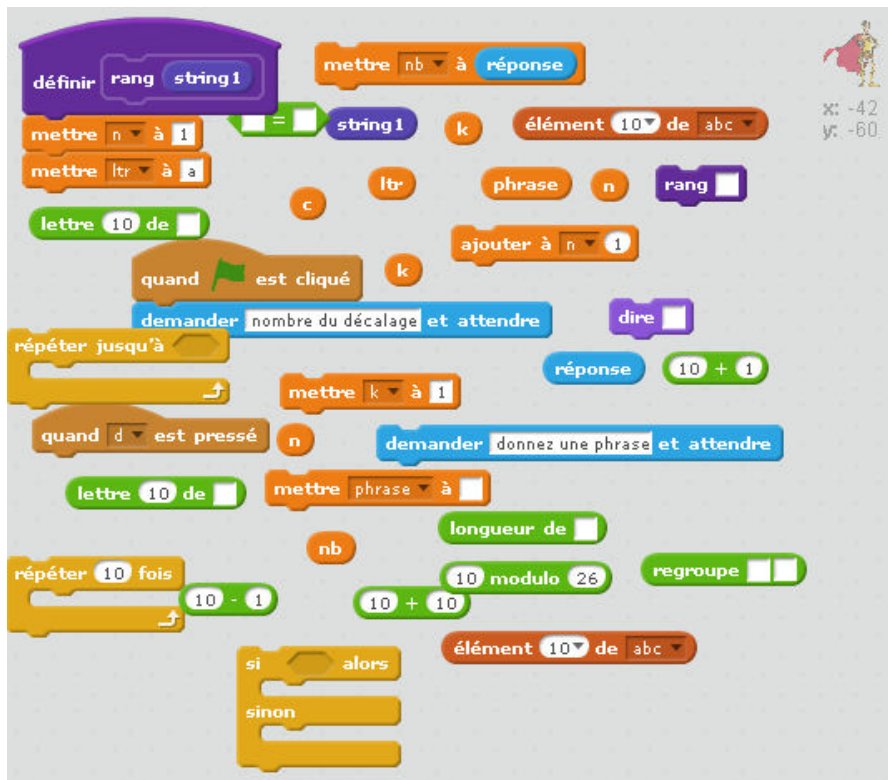 définir rang string1
mettre nb à réponse
mettre n à 1
=
string1
k
élément 10 de abc
x: -42
y: -60
mettre ltr à a
ltr
phrase
n
rang
c
lettre 10 de
ajouter à n 1
quand est cliqué
k
demander nombre du décalage et attendre
dire
répéter jusqu'à
réponse
10 + 1
mettre k à 1
quand d est pressé
n
demander donnez une phrase et attendre
lettre 10 de
mettre phrase à
longueur de
nb
répéter 10 fois
10 modulo 26
regroupe
10 - 1
10 + 10
élément 10 de abc
si alors
sinon